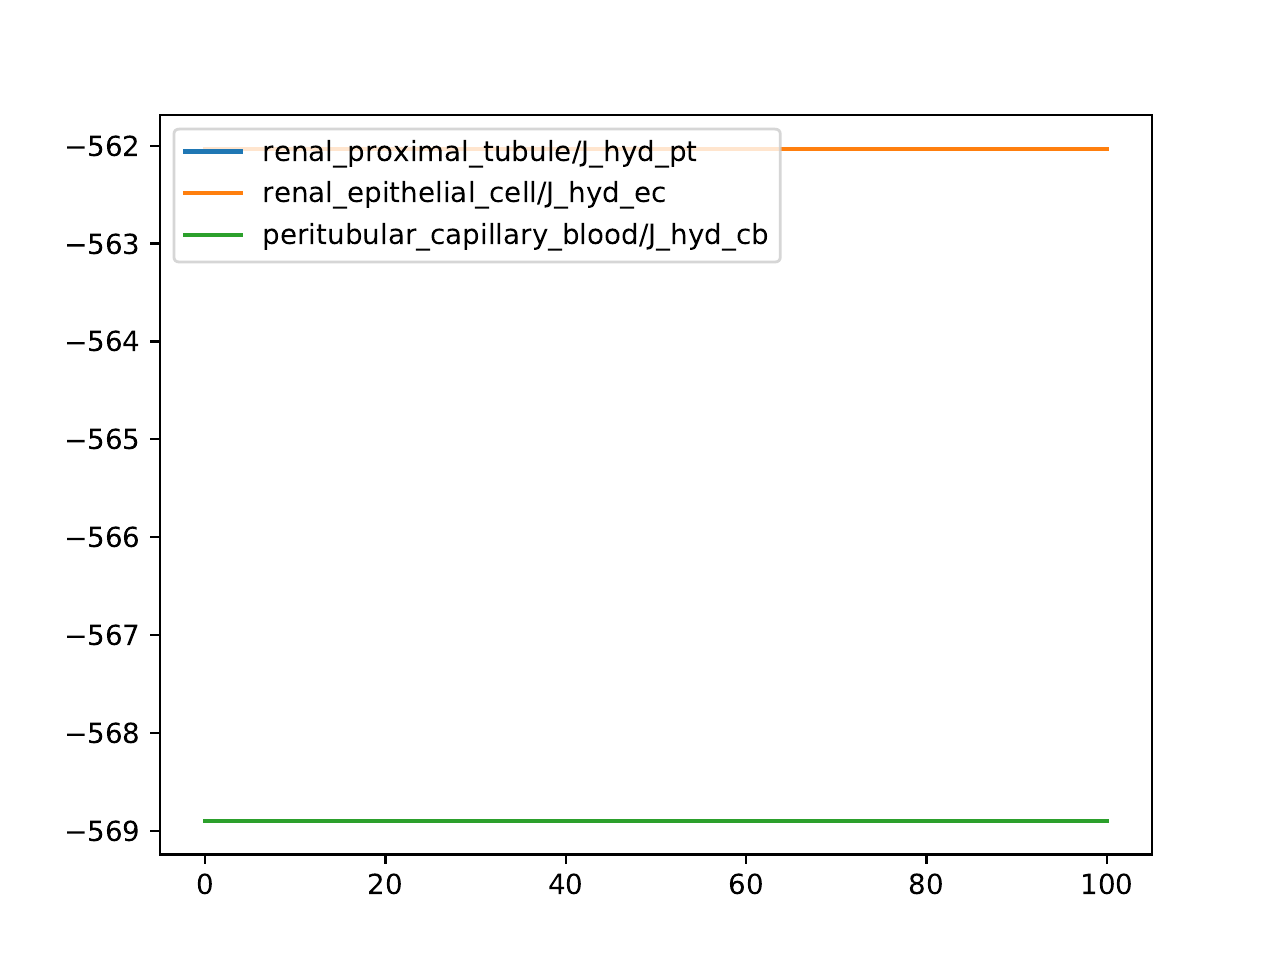 renal_proximal_tubule/J_hyd_pt
renal_epithelial_cell/J_hyd_ec
peritubular_capillary_blood/J_hyd_cb
−562
−563
−564
−565
−566
−567
−568
−569
0 20 40 60 80 100